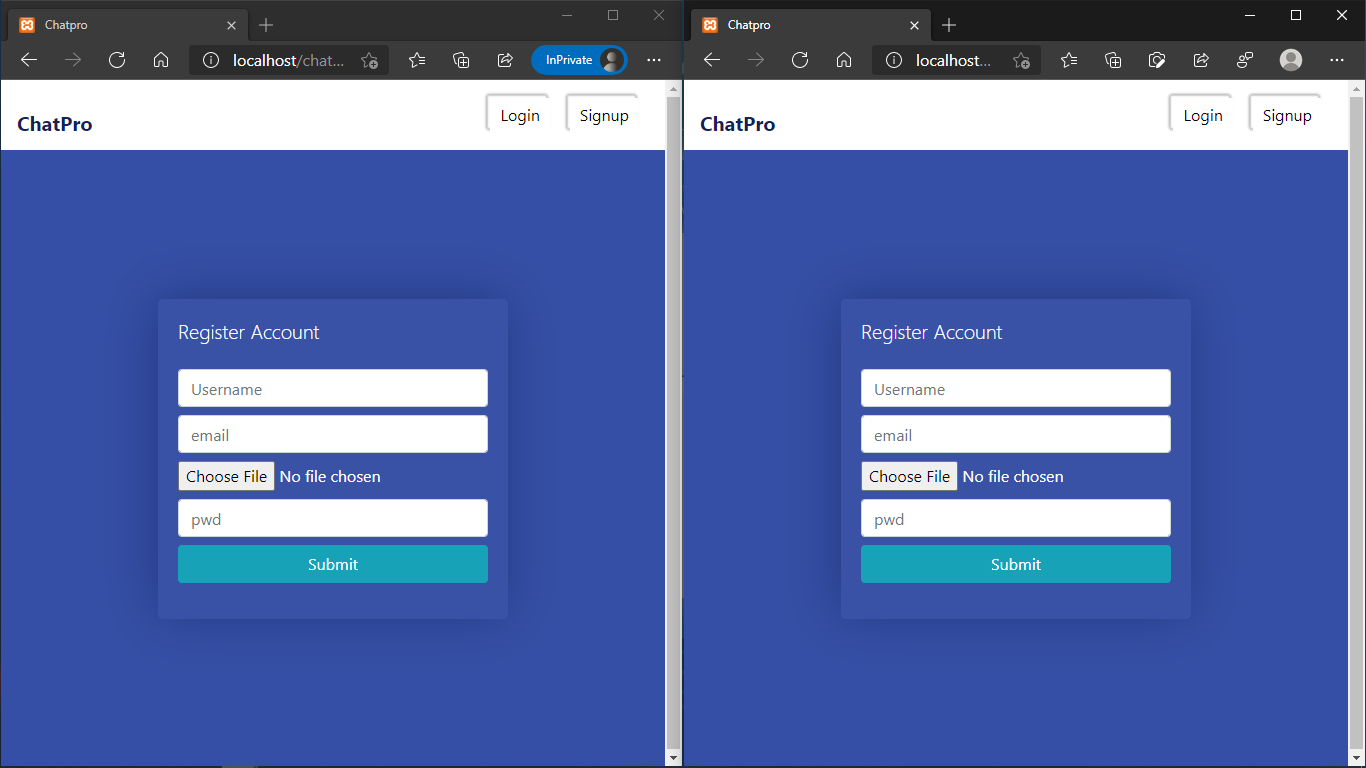 Chatpro
localhost/chat...
InPrivate
ChatPro
Login
Signup
Register Account
Username
email
Choose File No file chosen
pwd
Submit
Chatpro
localhost...
ChatPro
Login
Signup
Register Account
Username
email
Choose File No file chosen
pwd
Submit